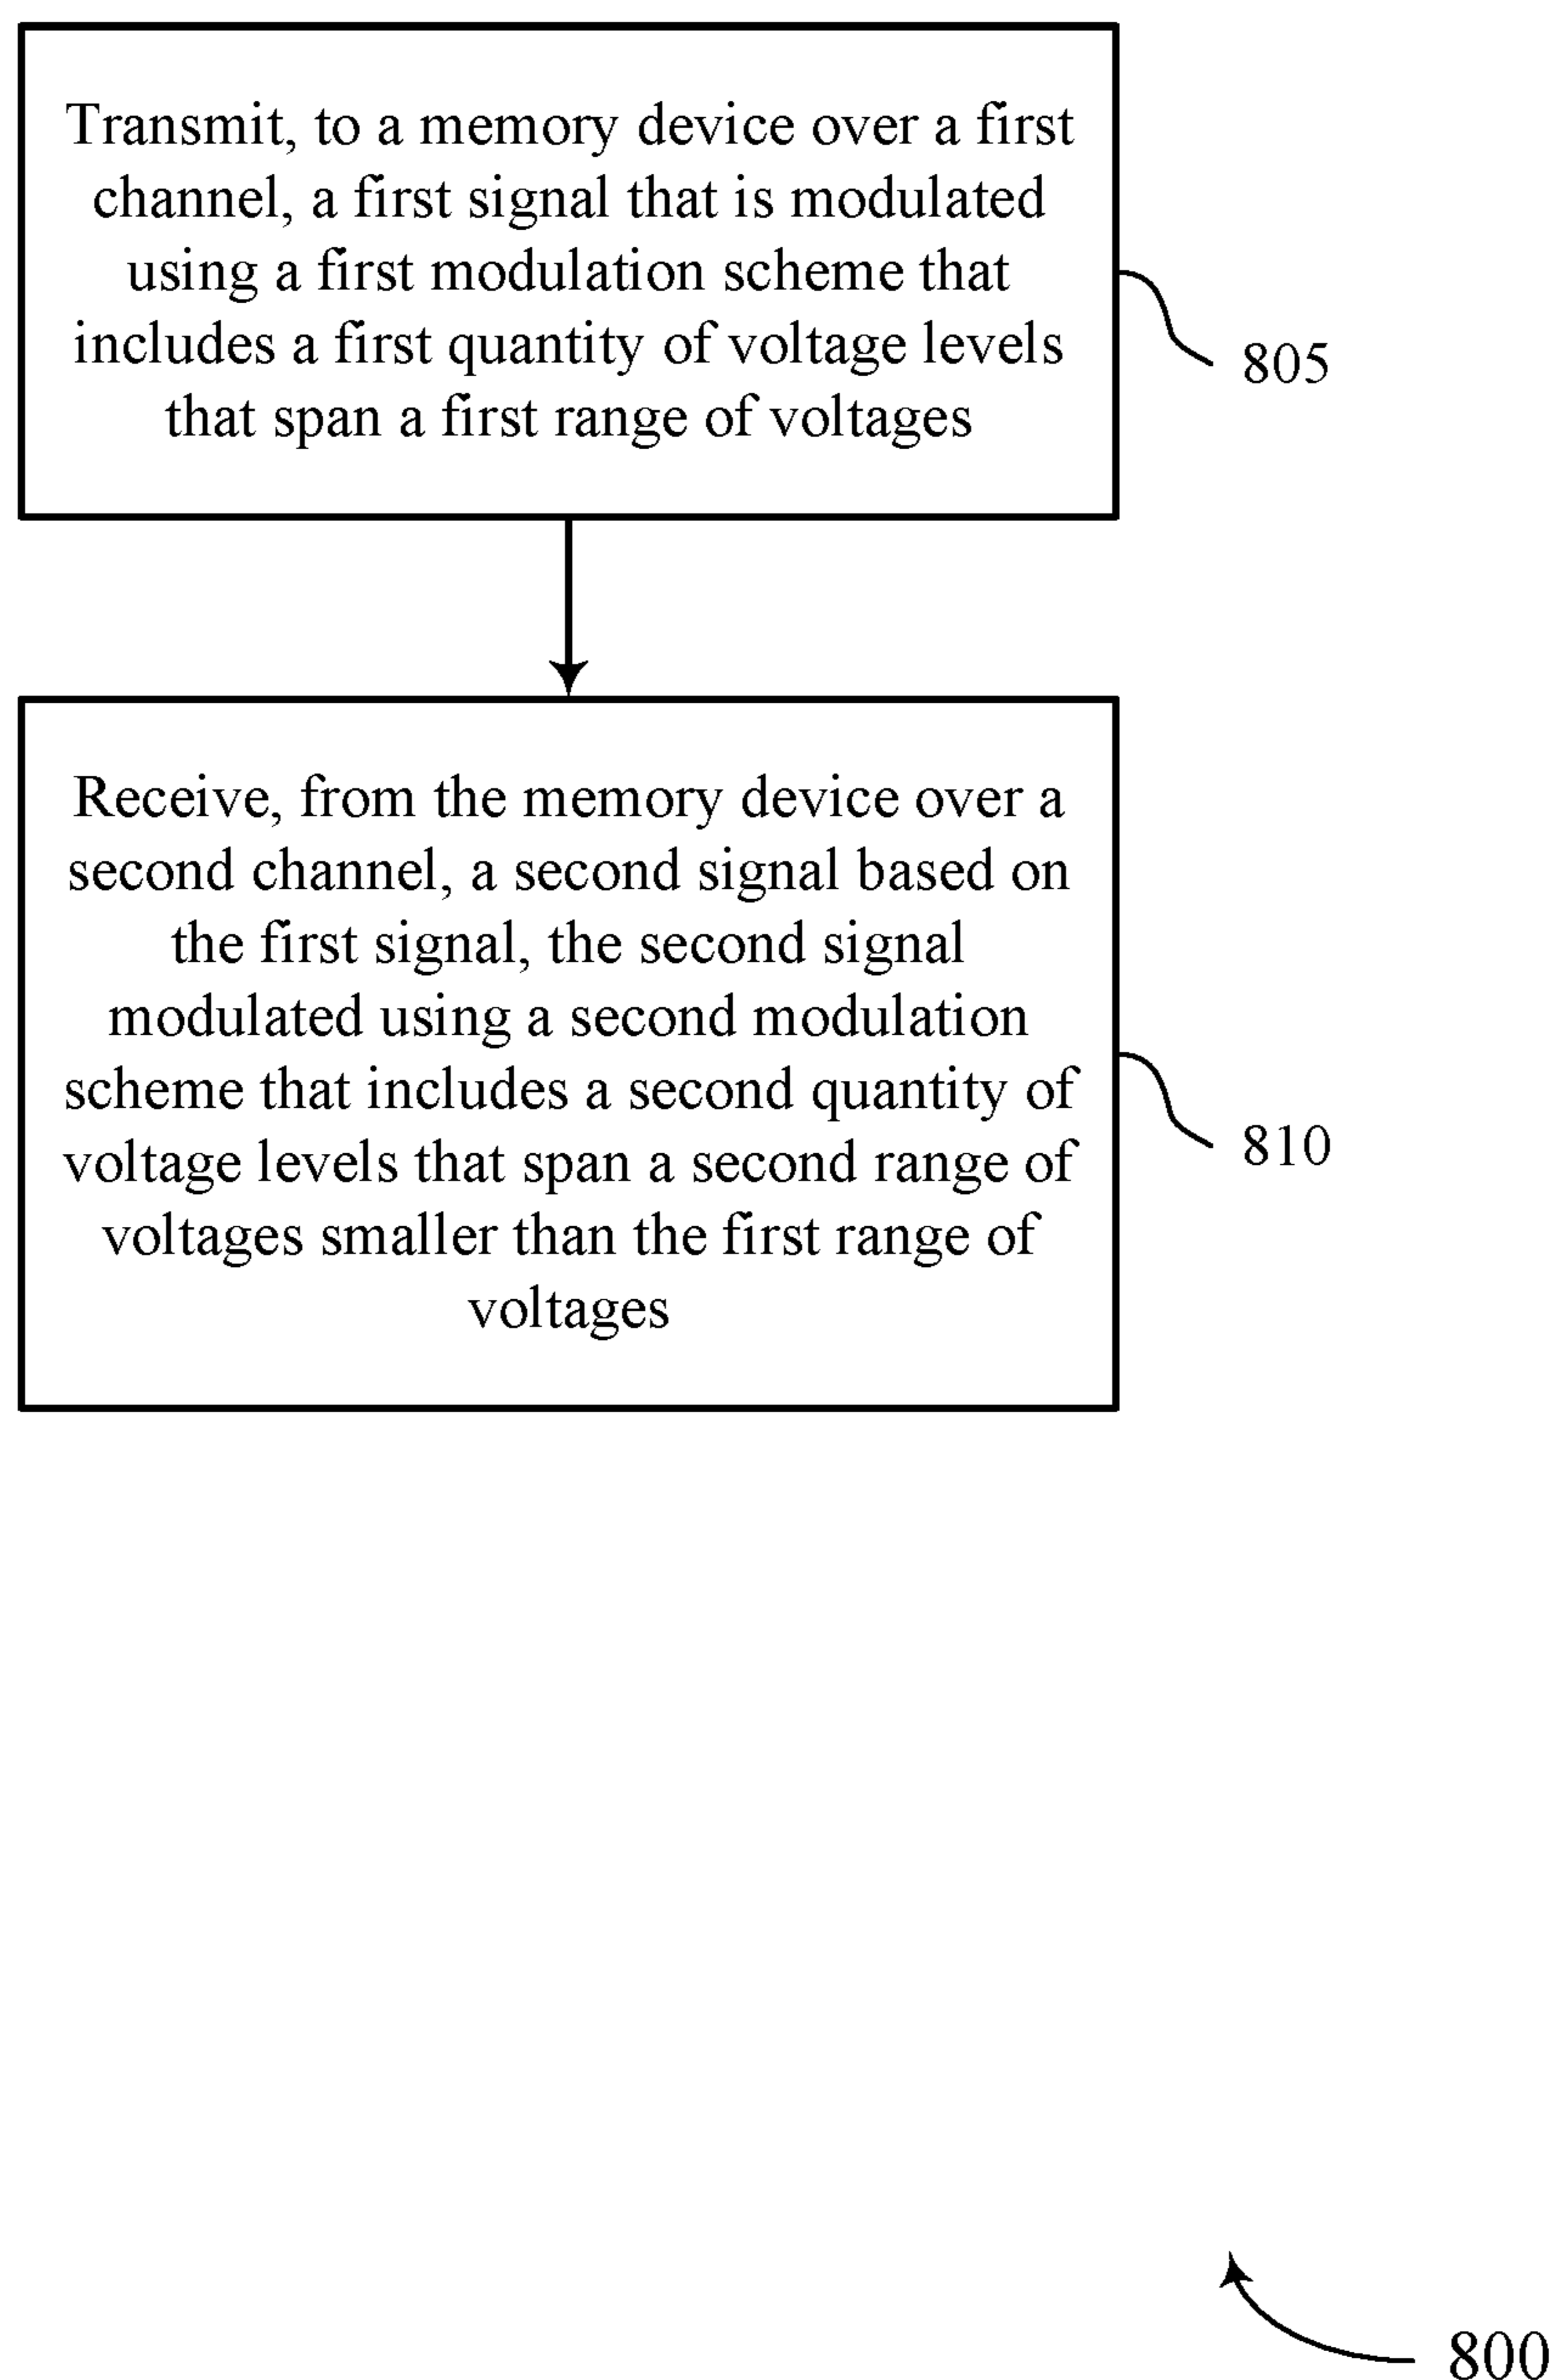 Transmit, to a memory device over a first
channel, a first signal that is modulated
using a first modulation scheme that
includes a first quantity of voltage levels
that span a first range of voltages
805
Receive, from the memory device over a
second channel, a second signal based on
the first signal, the second signal
modulated using a second modulation
scheme that includes a second quantity of
voltage levels that span a second range of
voltages smaller than the first range of
voltages
810
800